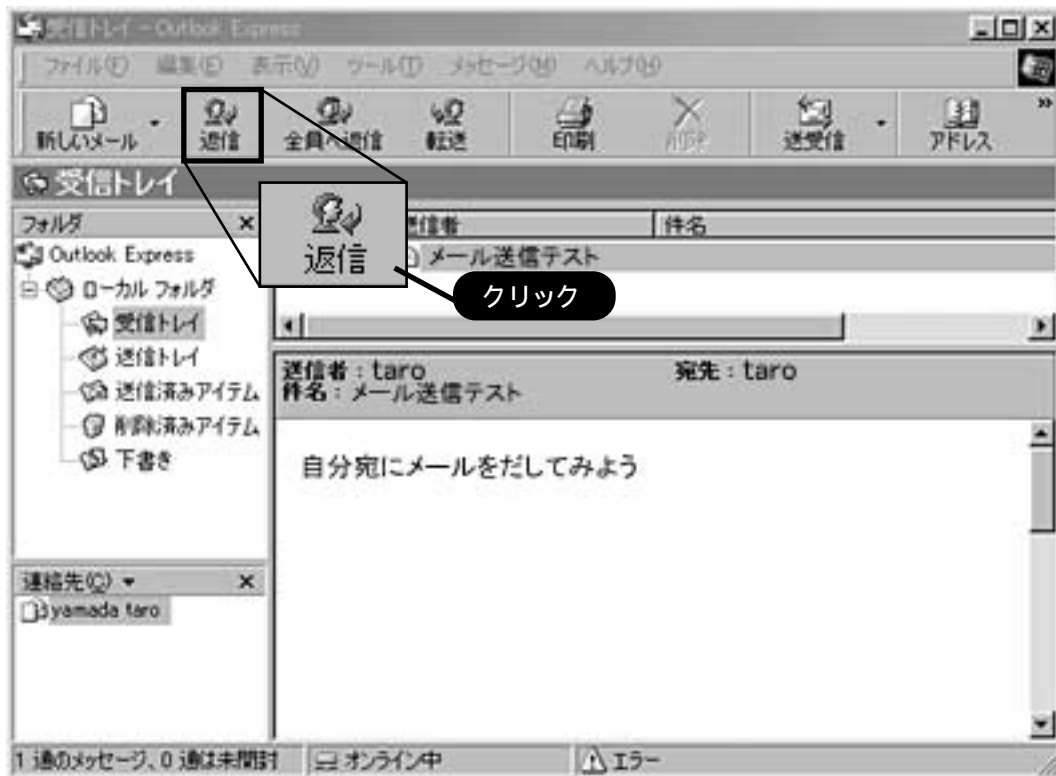 受信トレイ - Outlook Express
ファイル(F) 編集(E) 表示(V) ツール(T) メッセージ(M) ヘルプ(H)
新しいメール 返信 全員へ返信 転送 印刷 削除 送受信 アドレス »
受信トレイ
返信
クリック
フォルダ
Outlook Express
ローカル フォルダ
受信トレイ
送信トレイ
送信済みアイテム
削除済みアイテム
下書き
連絡先(C)
yamada taro
送信者 件名
メール送信テスト
送信者 : taro 宛先 : taro
件名 : メール送信テスト
自分宛にメールをだしてみよう
1 通のメッセージ、0 通は未開封 オンライン中 エラー